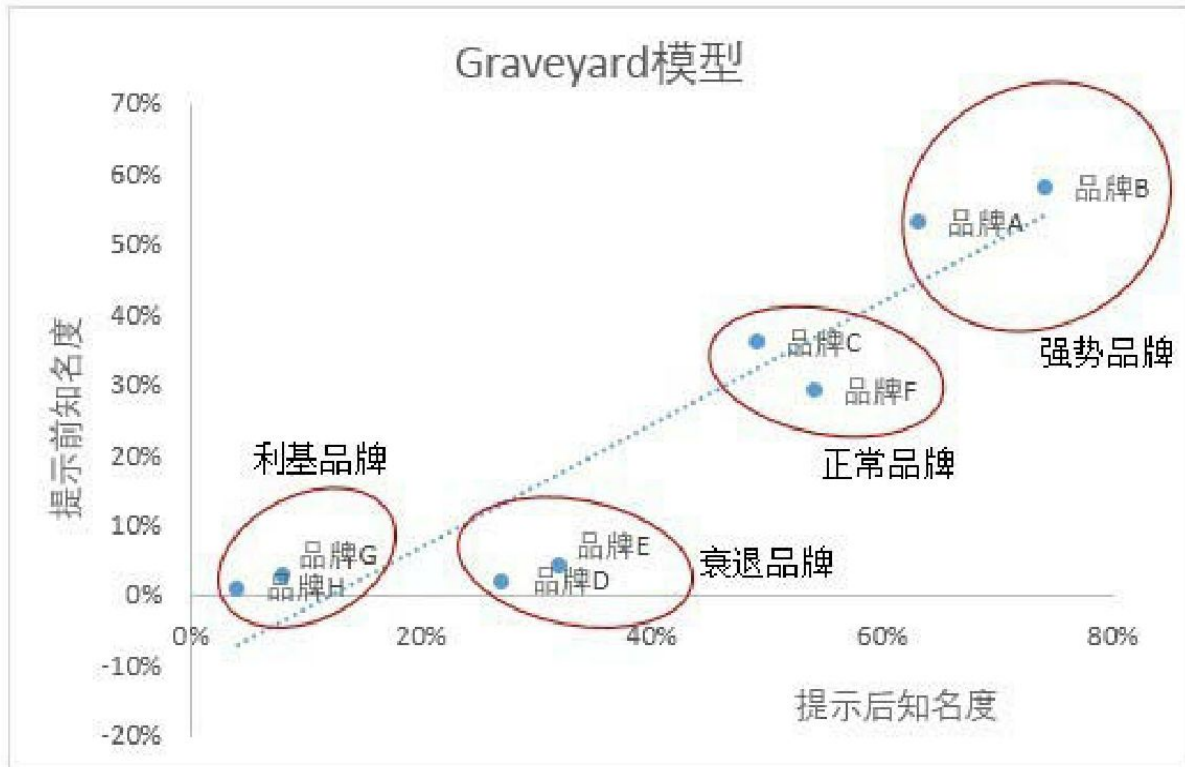 Graveyard模型
70%
60%
50%
40%
30%
20%
10%
0%
-10%
-20%
提示前知名度
0%
20%
40%
60%
80%
提示后知名度
品牌B
品牌A
强势品牌
品牌C
品牌F
正常品牌
利基品牌
品牌G
品牌H
品牌E
品牌D
衰退品牌